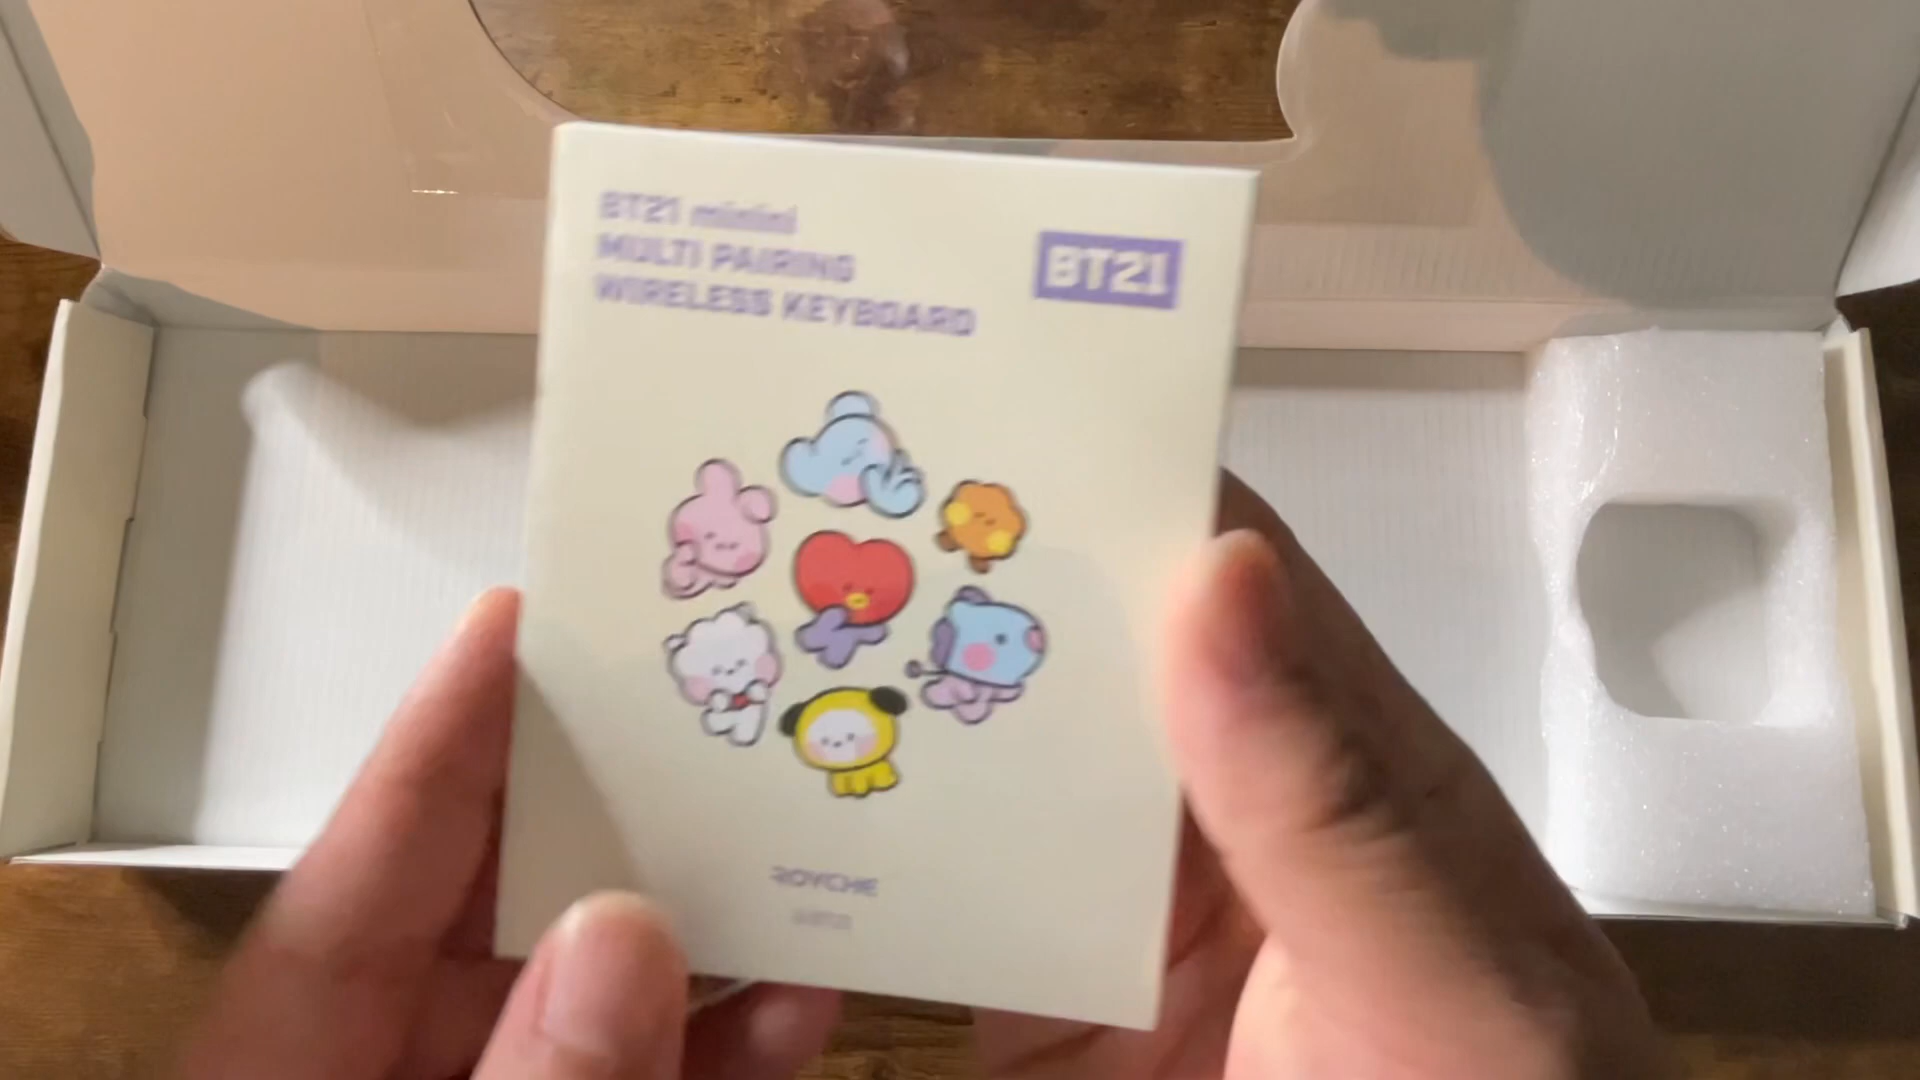 BT21 minini
MULTI PAIRING
WIRELESS KEYBOARD
BT21
ROYCHE